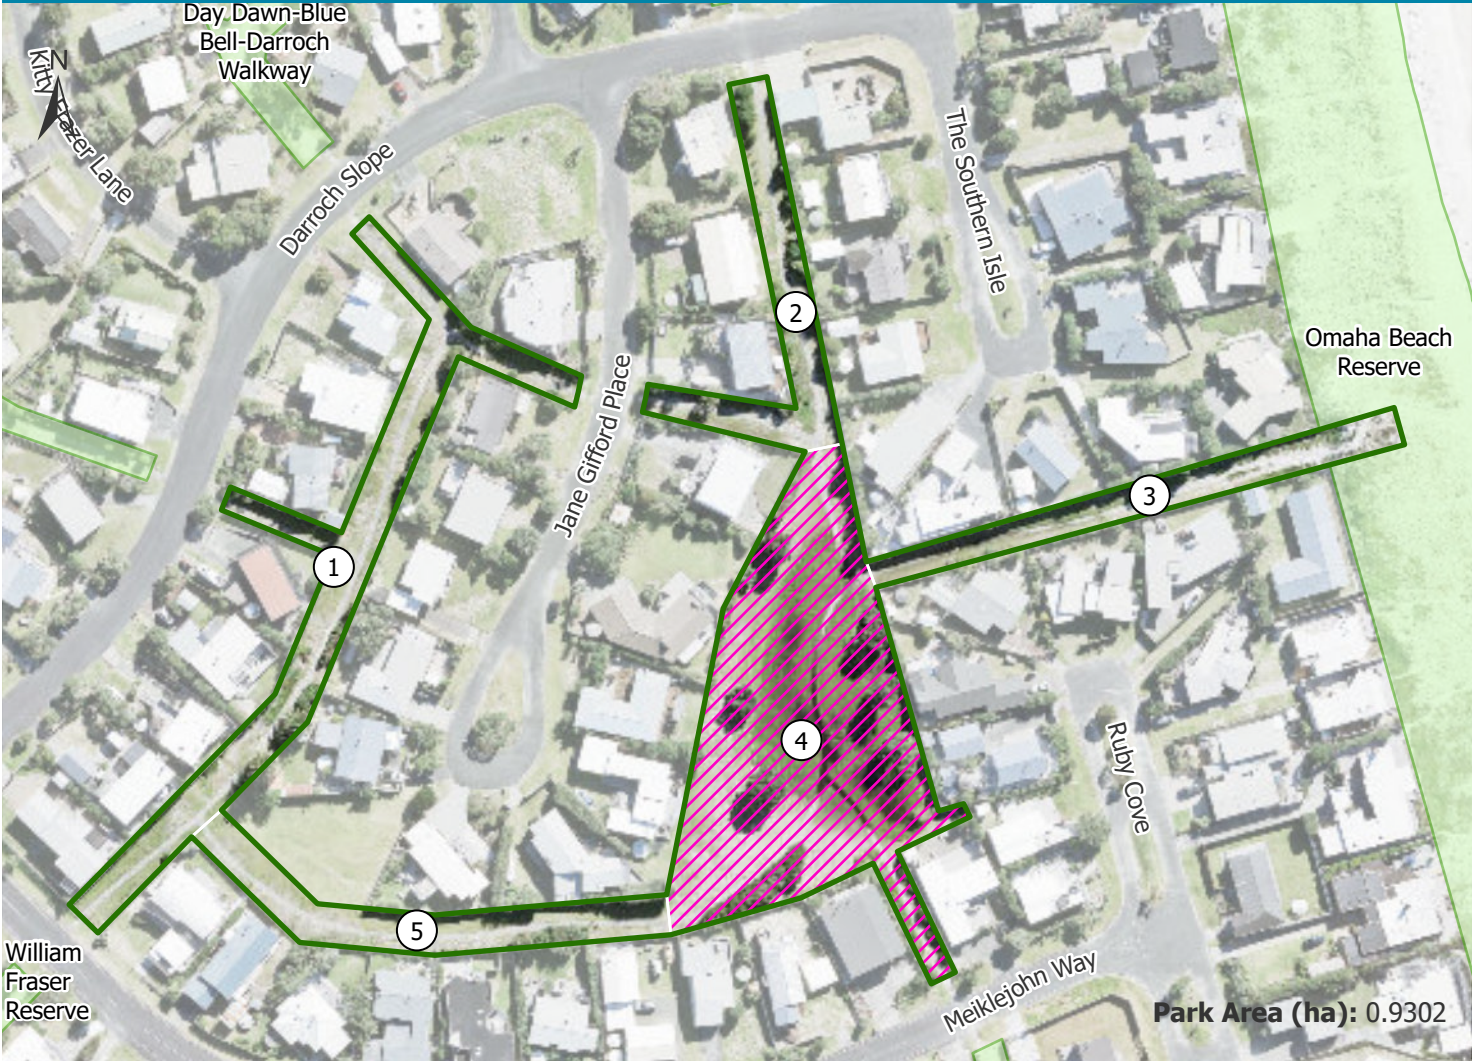 Day Dawn-Blue
Bell-Darroch
Walkway
N
Kitty Frazer Lane
Darroch Slope
The Southern Isle
2
Omaha Beach
Reserve
Jane Gifford Place
3
1
4
Ruby Cove
5
William
Fraser
Reserve
Meiklejohn Way
Park Area (ha): 0.9302